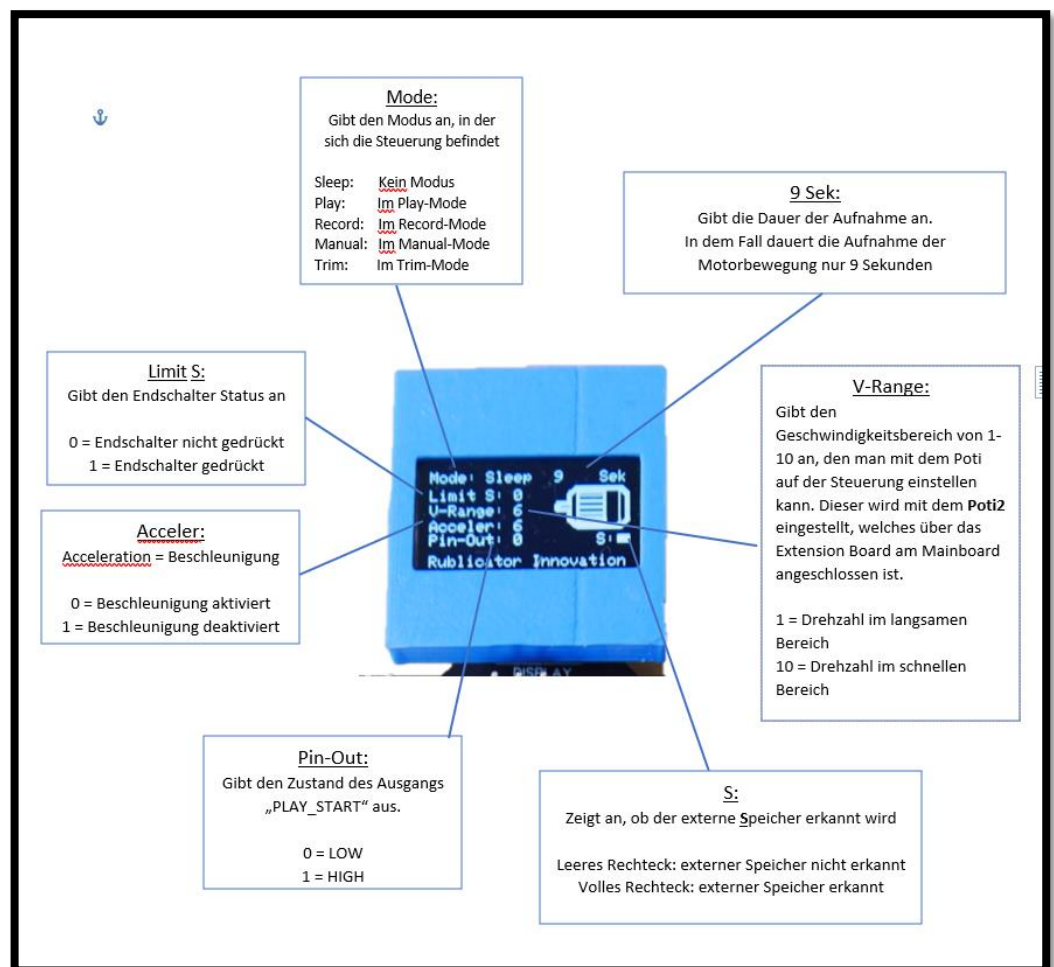 Mode:
Gibt den Modus an, in der
sich die Steuerung befindet
Sleep: Kein Modus
Play: Im Play-Mode
Record: Im Record-Mode
Manual: Im Manual-Mode
Trim: Im Trim-Mode
9 Sek:
Gibt die Dauer der Aufnahme an.
In dem Fall dauert die Aufnahme der
Motorbewegung nur 9 Sekunden
Limit S:
Gibt den Endschalter Status an
0 = Endschalter nicht gedrückt
1 = Endschalter gedrückt
V-Range:
Gibt den
Geschwindigkeitsbereich von 1-
10 an, den man mit dem Poti
auf der Steuerung einstellen
kann. Dieser wird mit dem Poti2
eingestellt, welches über das
Extension Board am Mainboard
angeschlossen ist.
1 = Drehzahl im langsamen
Bereich
10 = Drehzahl im schnellen
Bereich
Mode: Sleep 9 Sek
Limit S: 0
V-Range: 6
Acceler: 6
Pin-Out: 0 S:
Rublicator Innovation
DISPLAY
Acceler:
Acceleration = Beschleunigung
0 = Beschleunigung aktiviert
1 = Beschleunigung deaktiviert
Pin-Out:
Gibt den Zustand des Ausgangs
„PLAY_START“ aus.
0 = LOW
1 = HIGH
S:
Zeigt an, ob der externe Speicher erkannt wird
Leeres Rechteck: externer Speicher nicht erkannt
Volles Rechteck: externer Speicher erkannt